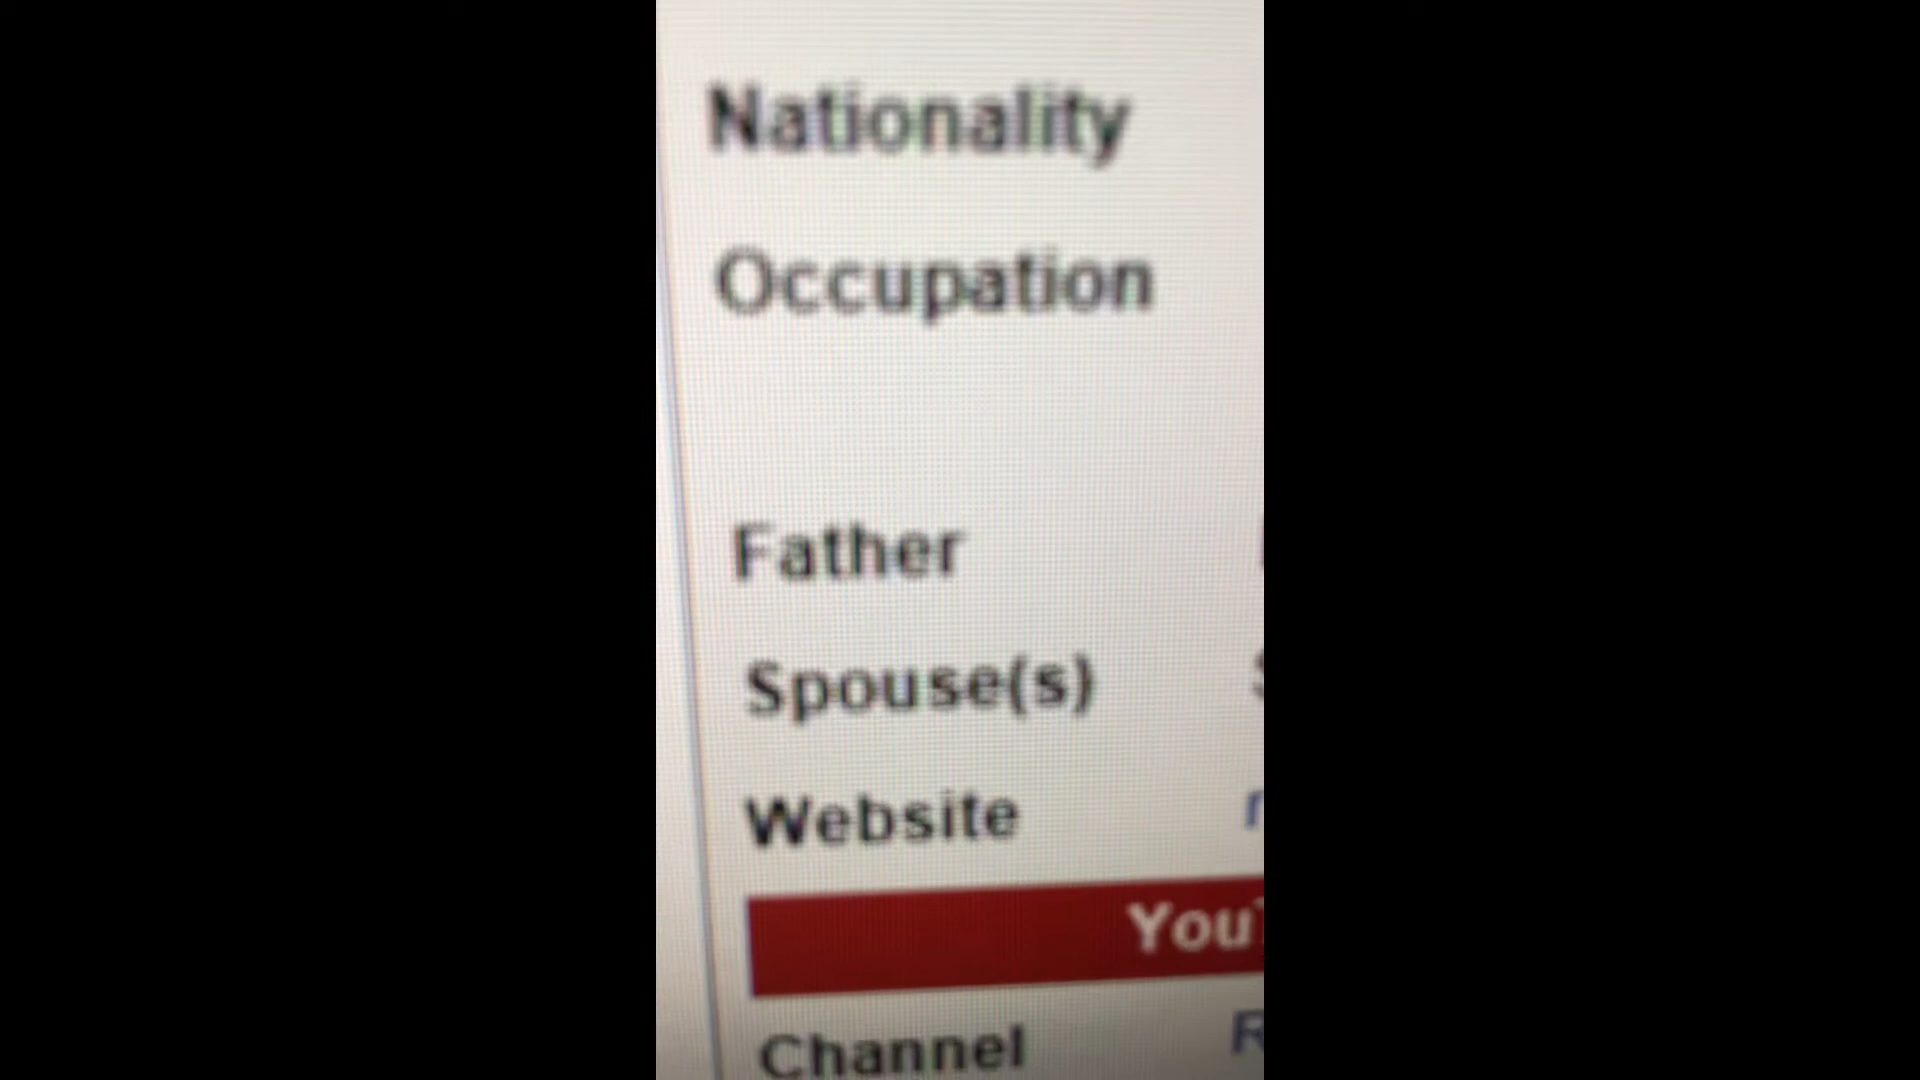 Nationality
Occupation
Father
Spouse(s)
Website
You
Channel R